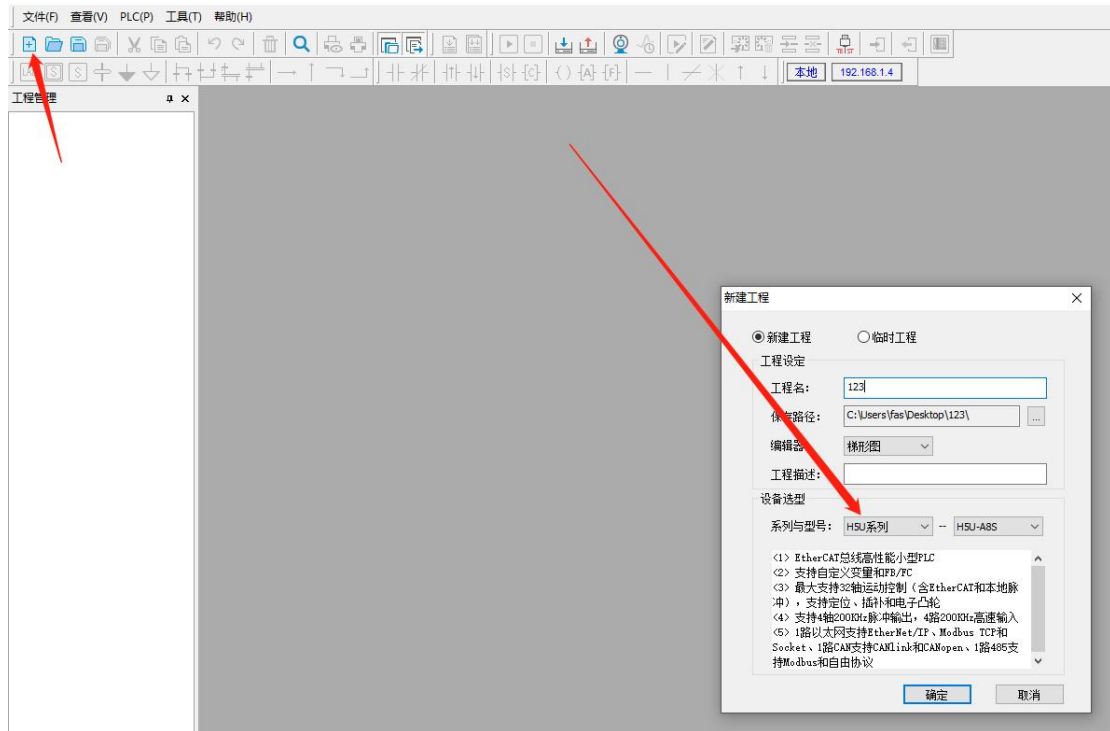 文件(F) 查看(V) PLC(P) 工具(T) 帮助(H)
本地 192.168.1.4
工程管理
新建工程
新建工程 临时工程
工程设定
工程名： 123
保存路径： C:\Users\fas\Desktop\123\ ...
编辑器： 梯形图
工程描述：
设备选型
系列与型号： H5U系列 -- H5U-A8S
<1> EtherCAT总线高性能小型PLC
<2> 支持自定义变量和FB/FC
<3> 最大支持32轴运动控制（含EtherCAT和本地脉
冲），支持定位、插补和电子凸轮
<4> 支持4轴200KHz脉冲输出，4路200KHz高速输入
<5> 1路以太网支持EtherNet/IP、Modbus TCP和
Socket、1路CAN支持CANlink和CANopen、1路485支
持Modbus和自由协议
确定 取消